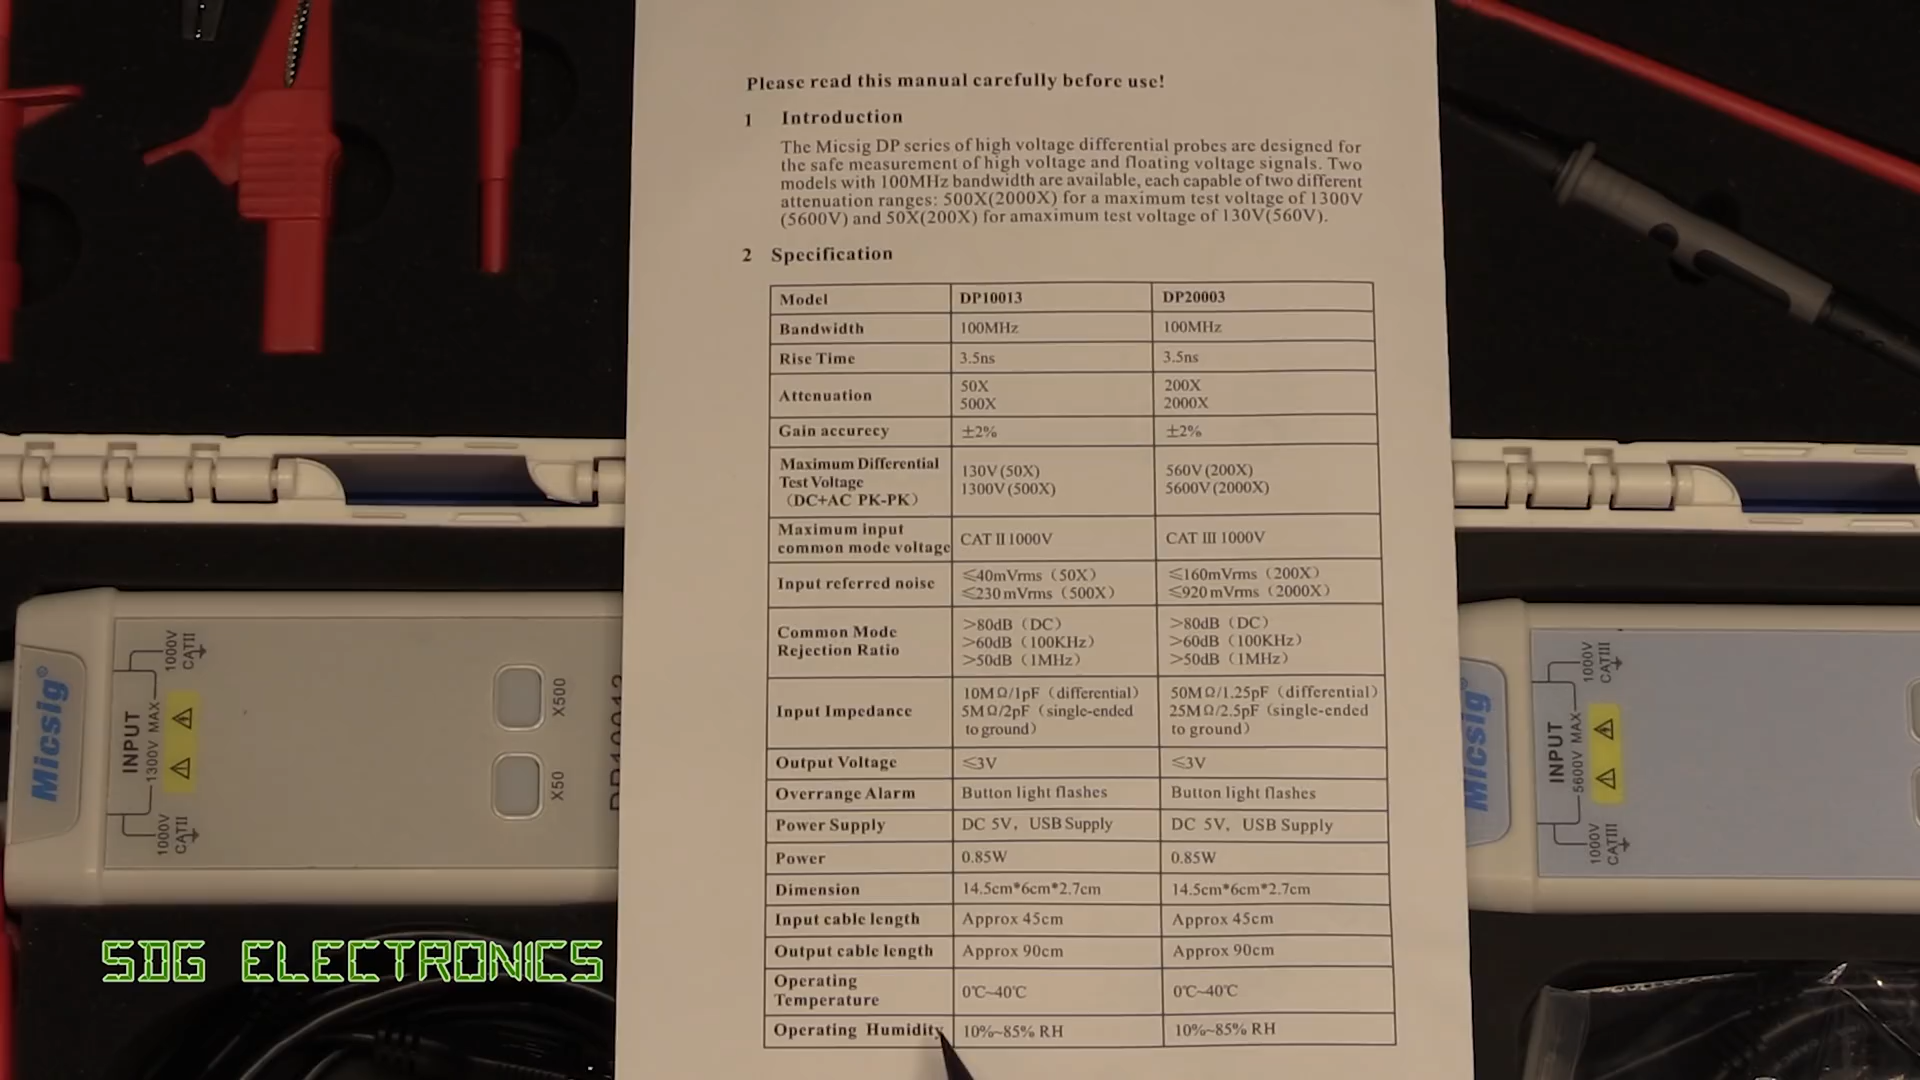 Please read this manual carefully before use!
1 Introduction
The Micsig DP series of high voltage differential probes are designed for
the safe measurement of high voltage and floating voltage signals. Two
models with 100MHz bandwidth are available, each capable of two different
attenuation ranges: 500X(2000X) for a maximum test voltage of 1300V
(5600V) and 50X(200X) for amaximum test voltage of 130V(560V).
2 Specification
Model DP10013 DP20003
Bandwidth 100MHz 100MHz
Rise Time 3.5ns 3.5ns
Attenuation 50X 200X
500X 2000X
Gain accurecy ±2% ±2%
Maximum Differential
Test Voltage
(DC+AC PK-PK)
130V(50X) 560V(200X)
1300V(500X) 5600V(2000X)
Maximum input
common mode voltage CAT II 1000V CAT III 1000V
Input referred noise ≤40mVrms (50X) ≤160mVrms (200X)
≤230mVrms (500X) ≤920mVrms (2000X)
Common Mode
Rejection Ratio
>80dB (DC) >80dB (DC)
>60dB (100KHz) >60dB (100KHz)
>50dB (1MHz) >50dB (1MHz)
Input Impedance
10MΩ/1pF (differential) 50MΩ/1.25pF (differential)
5MΩ/2pF (single-ended 25MΩ/2.5pF (single-ended
to ground) to ground)
Output Voltage ≤3V ≤3V
Overrange Alarm Button light flashes Button light flashes
Power Supply DC 5V, USB Supply DC 5V, USB Supply
Power 0.85W 0.85W
Dimension 14.5cm*6cm*2.7cm 14.5cm*6cm*2.7cm
Input cable length Approx 45cm Approx 45cm
Output cable length Approx 90cm Approx 90cm
Operating
Temperature 0℃~40℃ 0℃~40℃
Operating Humidity 10%~85% RH 10%~85% RH
Micsig®
INPUT
1300V MAX
1000V
CATII
1000V
CATII
X500
X50
Micsig
INPUT
5600V MAX
1000V
CATIII
1000V
CATIII
SDG ELECTRONICS